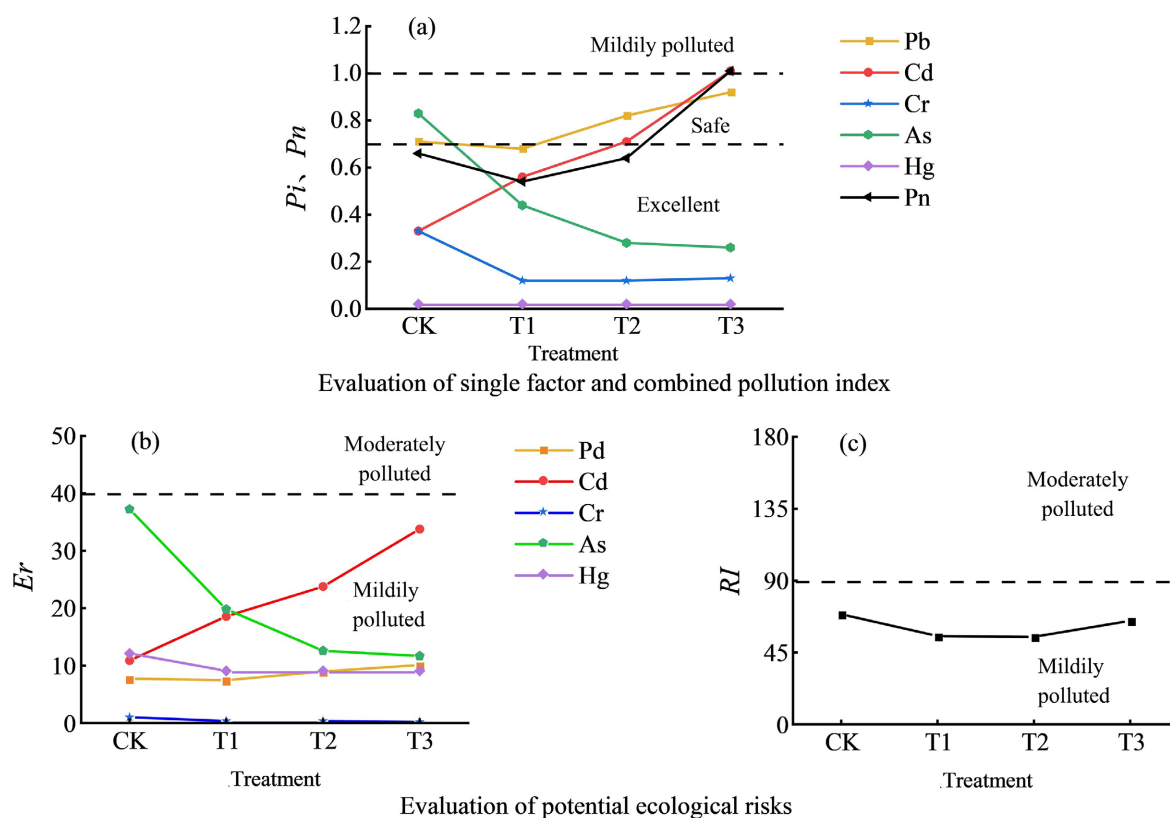 (a)
Mildily polluted
Safe
Excellent
1.2
1.0
0.8
0.6
0.4
0.2
0.0
Pi、Pn
CK T1 T2 T3
Treatment
Pb
Cd
Cr
As
Hg
Pn
Evaluation of single factor and combined pollution index
(b)
Moderately
polluted
Mildily
polluted
50
40
30
20
10
0
Er
CK T1 T2 T3
.Treatment
Pd
Cd
Cr
As
Hg
(c)
Moderately
polluted
Mildily
polluted
180
135
90
45
0
RI
CK T1 T2 T3
Treatment
Evaluation of potential ecological risks